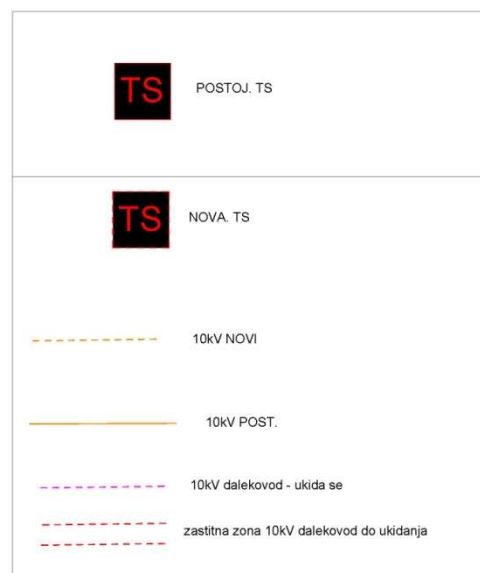 TS POSTOJ. TS
TS NOVA. TS
10kV NOVI
10kV POST.
10kV dalekovod - ukida se
zastitna zona 10kV dalekovod do ukidanja